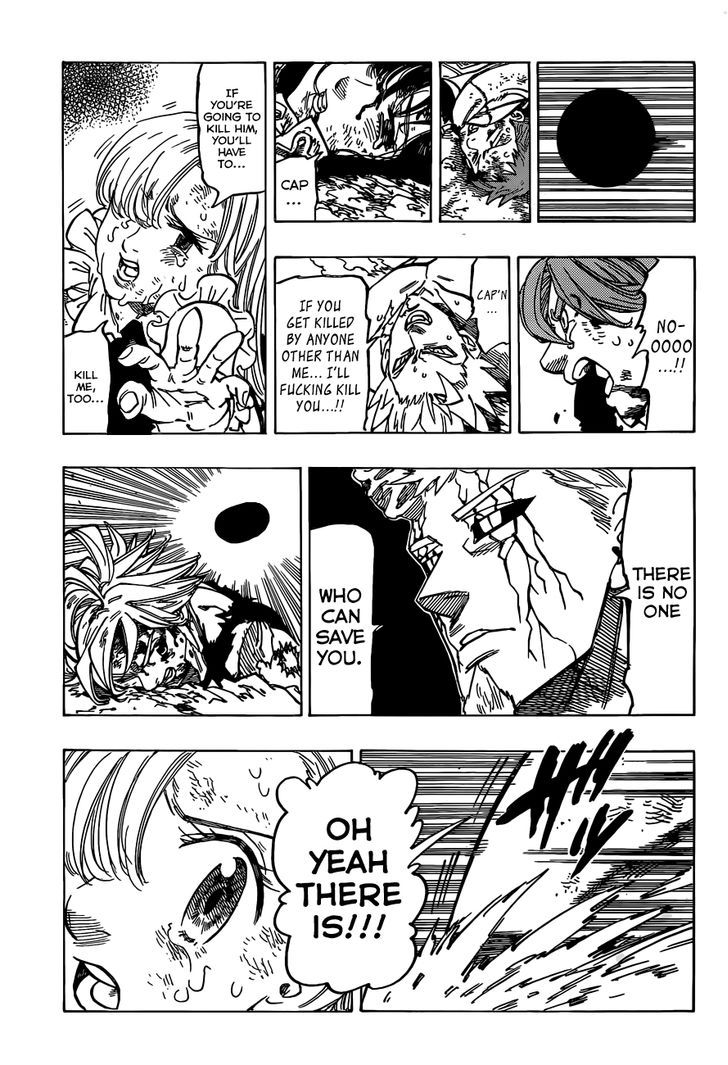 CAP
...
NO-
OOOO
...!!
CAP'N
...
IF YOU
GET KILLED
BY ANYONE
OTHER THAN
ME... I'LL
FUCKING KILL
YOU...!!
IF
YOU'RE
GOING TO
KILL HIM,
YOU'LL
HAVE
TO...
KILL
ME,
TOO...
THERE
IS NO
ONE
WHO
CAN
SAVE
YOU.
OH
YEAH
THERE
IS!!!